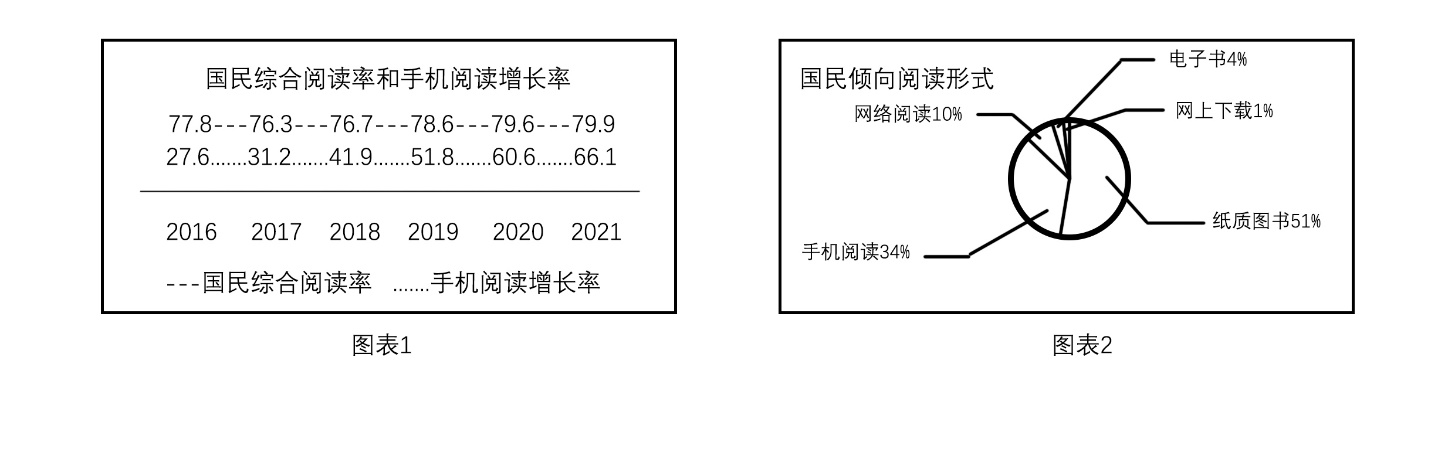 国民综合阅读率和手机阅读增长率
77.8---76.3---76.7---78.6---79.6---79.9
27.6.......31.2.......41.9.......51.8.......60.6.......66.1
2016 2017 2018 2019 2020 2021
---国民综合阅读率 .......手机阅读增长率
图表1
电子书4%
国民倾向阅读形式
网络阅读10%
网上下载1%
纸质图书51%
手机阅读34%
图表2